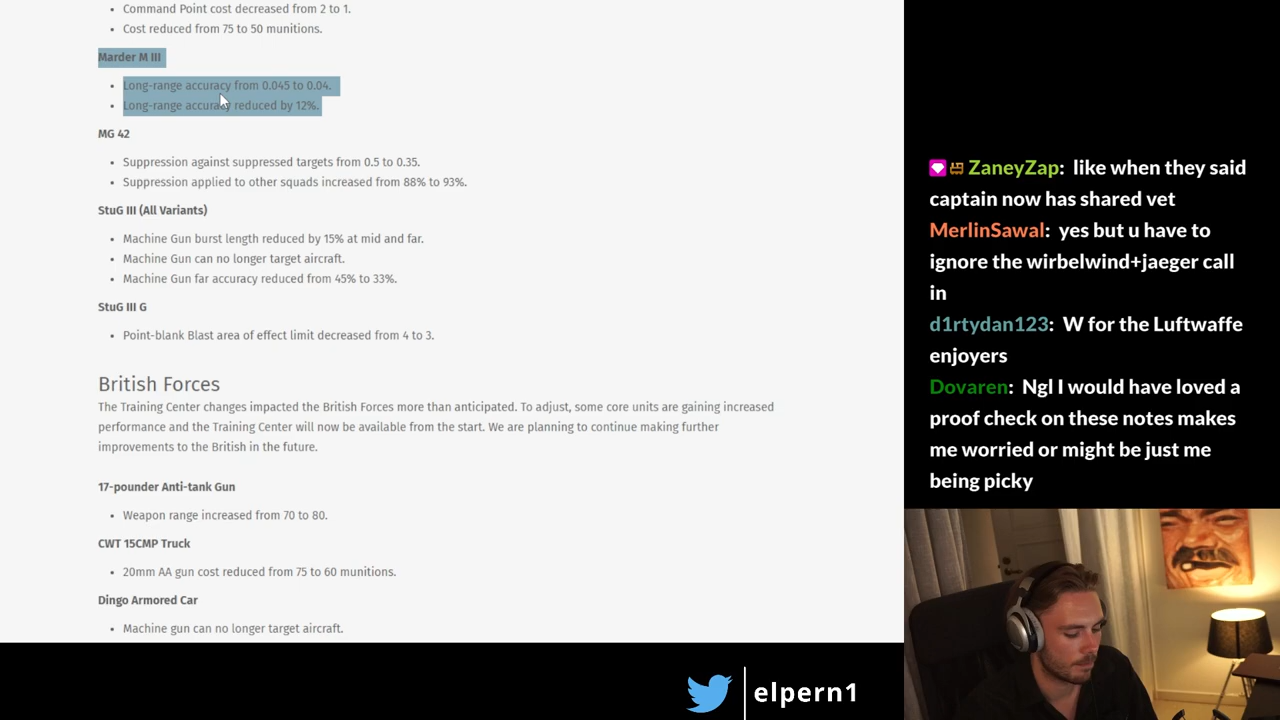 Command Point cost decreased from 2 to 1.
Cost reduced from 75 to 50 munitions.
Marder M III
Long-range accuracy from 0.045 to 0.04.
Long-range accuracy reduced by 12%.
MG 42
Suppression against suppressed targets from 0.5 to 0.35.
Suppression applied to other squads increased from 88% to 93%.
StuG III (All Variants)
Machine Gun burst length reduced by 15% at mid and far.
Machine Gun can no longer target aircraft.
Machine Gun far accuracy reduced from 45% to 33%.
StuG III G
Point-blank Blast area of effect limit decreased from 4 to 3.
British Forces
The Training Center changes impacted the British Forces more than anticipated. To adjust, some core units are gaining increased
performance and the Training Center will now be available from the start. We are planning to continue making further
improvements to the British in the future.
17-pounder Anti-tank Gun
Weapon range increased from 70 to 80.
CWT 15CMP Truck
20mm AA gun cost reduced from 75 to 60 munitions.
Dingo Armored Car
Machine gun can no longer target aircraft.
ZaneyZap: like when they said
captain now has shared vet
MerlinSawal: yes but u have to
ignore the wirbelwind+jaeger call
in
d1rtydan123: W for the Luftwaffe
enjoyers
Dovaren: Ngl I would have loved a
proof check on these notes makes
me worried or might be just me
being picky
elpern1